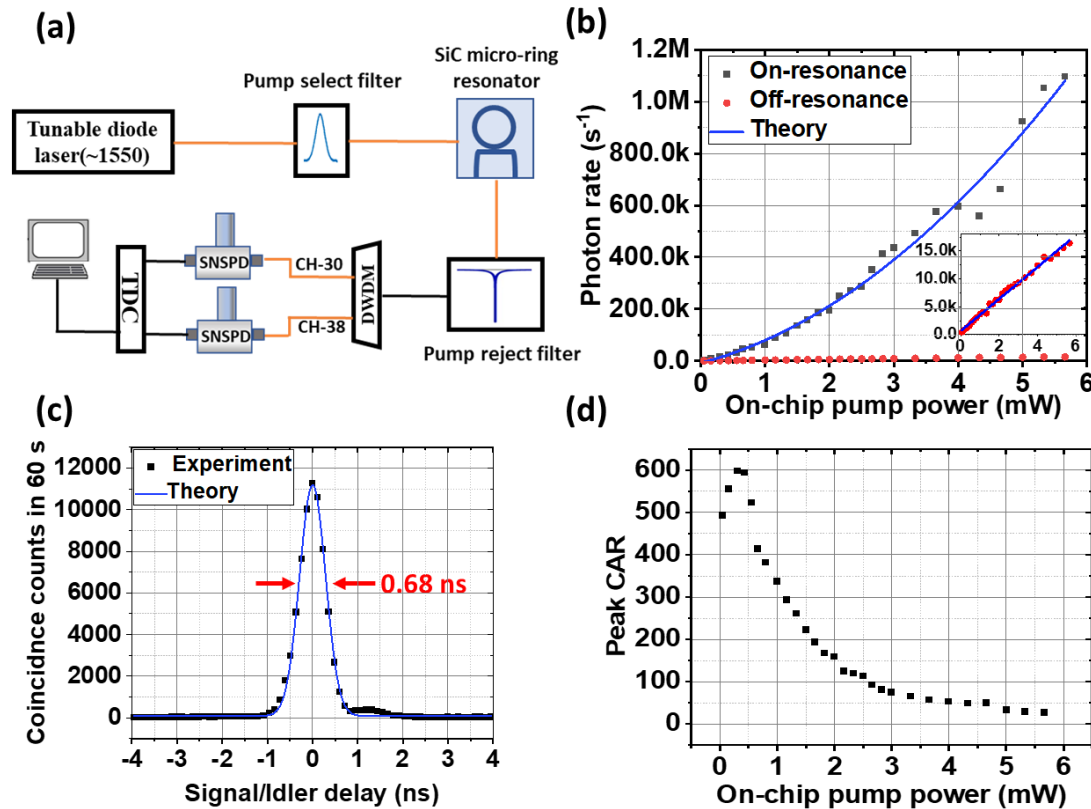 (a)
Pump select filter
SiC micro-ring
resonator
Tunable diode
laser(~1550)
TDC
SNSPD
SNSPD
CH-30
CH-38
DWDM
Pump reject filter
(b)
1.2M
1.0M
800.0k
600.0k
400.0k
200.0k
0.0
Photon rate (s⁻¹)
On-resonance
Off-resonance
Theory
15.0k
10.0k
5.0k
0.0
0 2 4 6
0 1 2 3 4 5 6
On-chip pump power (mW)
(c)
12000
10000
8000
6000
4000
2000
0
Coincidnce counts in 60 s
Experiment
Theory
0.68 ns
-4 -3 -2 -1 0 1 2 3 4
Signal/Idler delay (ns)
(d)
600
500
400
300
200
100
0
Peak CAR
0 1 2 3 4 5 6
On-chip pump power (mW)